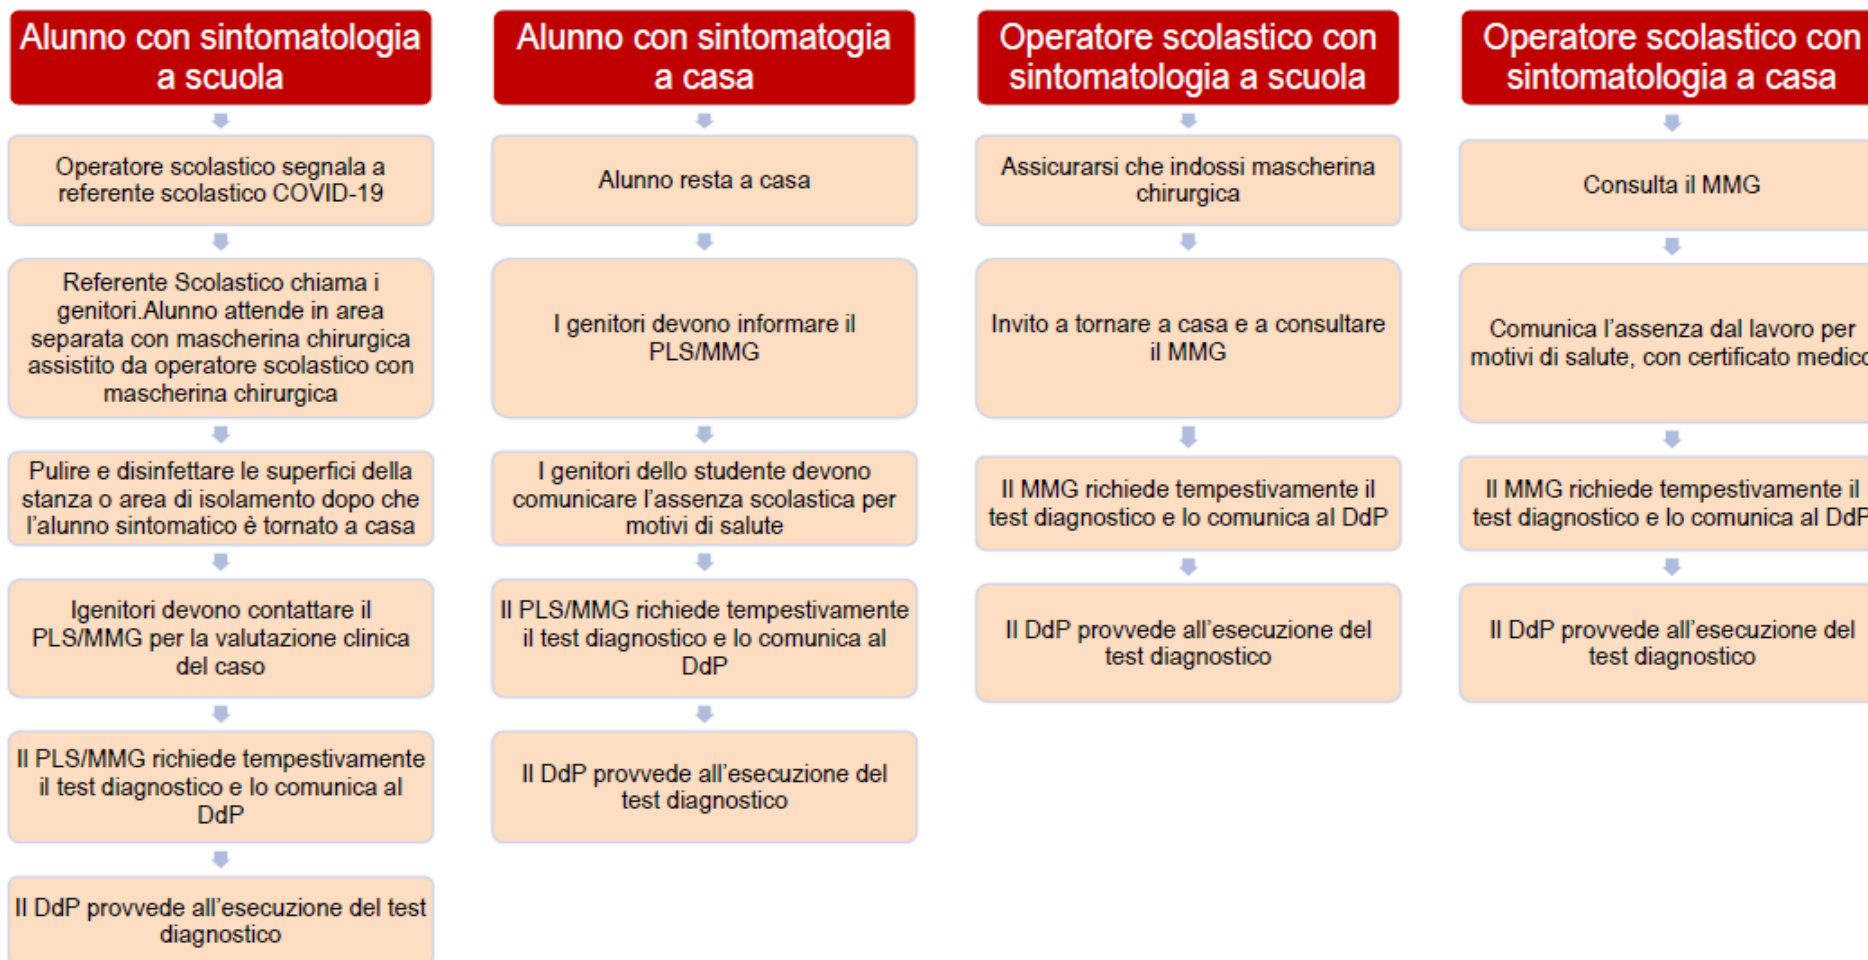 Alunno con sintomatologia
a scuola
Operatore scolastico segnala a
referente scolastico COVID-19
Referente Scolastico chiama i
genitori.Alunno attende in area
separata con mascherina chirurgica
assistito da operatore scolastico con
mascherina chirurgica
Pulire e disinfettare le superfici della
stanza o area di isolamento dopo che
l'alunno sintomatico è tornato a casa
Igenitori devono contattare il
PLS/MMG per la valutazione clinica
del caso
Il PLS/MMG richiede tempestivamente
il test diagnostico e lo comunica al
DdP
Il DdP provvede all'esecuzione del test
diagnostico
Alunno con sintomatogia
a casa
Alunno resta a casa
I genitori devono informare il
PLS/MMG
I genitori dello studente devono
comunicare l'assenza scolastica per
motivi di salute
Il PLS/MMG richiede tempestivamente
il test diagnostico e lo comunica al
DdP
Il DdP provvede all'esecuzione del
test diagnostico
Operatore scolastico con
sintomatologia a scuola
Assicurarsi che indossi mascherina
chirurgica
Invito a tornare a casa e a consultare
il MMG
Il MMG richiede tempestivamente il
test diagnostico e lo comunica al DdP
Il DdP provvede all'esecuzione del
test diagnostico
Operatore scolastico con
sintomatologia a casa
Consulta il MMG
Comunica l'assenza dal lavoro per
motivi di salute, con certificato medico
Il MMG richiede tempestivamente il
test diagnostico e lo comunica al DdP
Il DdP provvede all'esecuzione del
test diagnostico